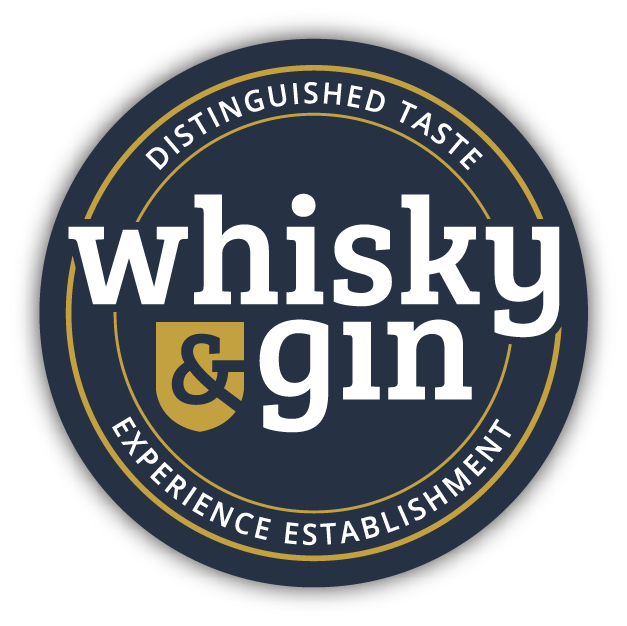 DISTINGUISHED TASTE
whisky
& gin
EXPERIENCE ESTABLISHMENT